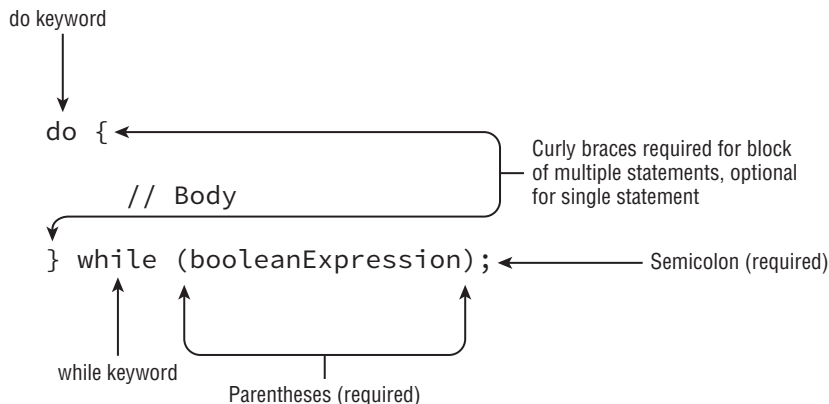 do keyword
do {
Curly braces required for block
of multiple statements, optional
for single statement
// Body
} while (booleanExpression);
Semicolon (required)
while keyword
Parentheses (required)